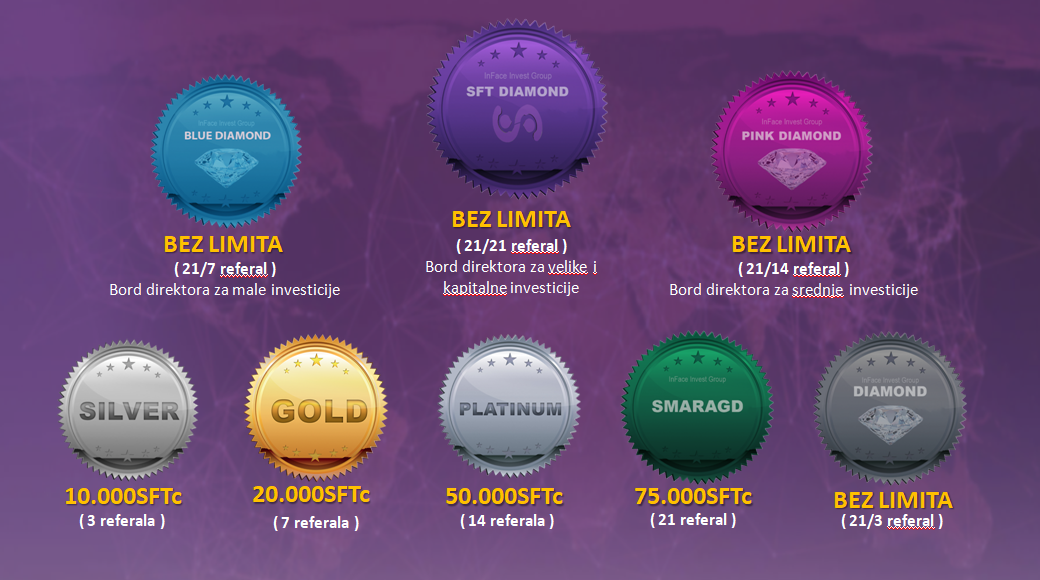 InFace Invest Group
SFT DIAMOND
BEZ LIMITA
( 21/21 referal )
Bord direktora za velike i
kapitalne investicije
InFace Invest Group
BLUE DIAMOND
BEZ LIMITA
( 21/7 referal )
Bord direktora za male investicije
InFace Invest Group
PINK DIAMOND
BEZ LIMITA
( 21/14 referal )
Bord direktora za srednje investicije
SILVER
10.000SFTc
( 3 referala )
GOLD
20.000SFTc
( 7 referala )
PLATINUM
50.000SFTc
( 14 referala )
InFace Invest Group
SMARAGD
75.000SFTc
( 21 referal )
InFace Invest Group
DIAMOND
BEZ LIMITA
( 21/3 referal )